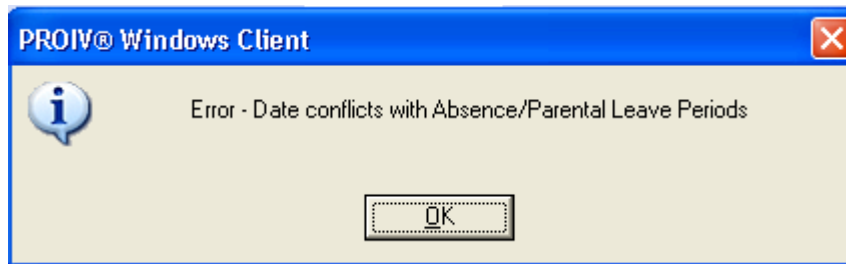 PROIV® Windows Client
Error - Date conflicts with Absence/Parental Leave Periods
OK